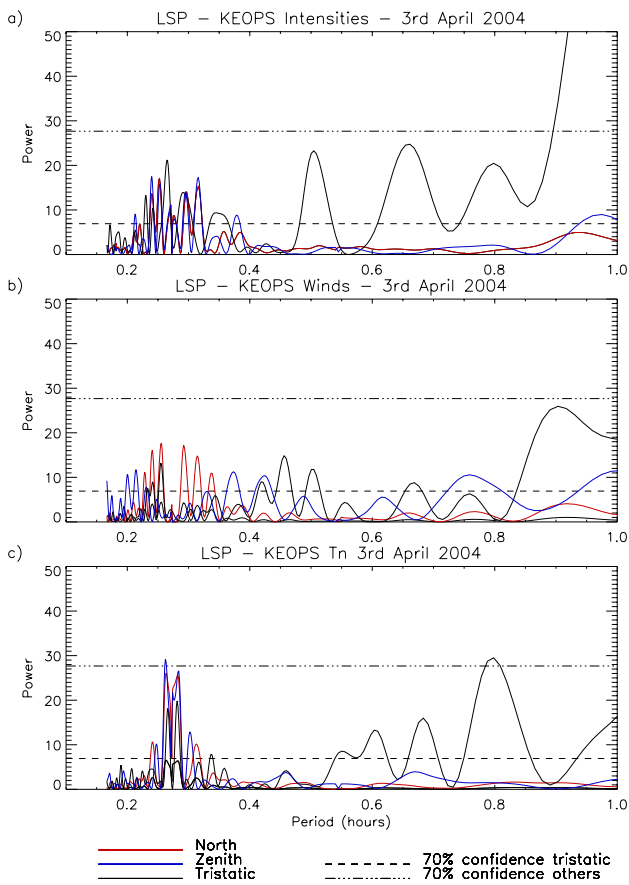 a)
LSP – KEOPS Intensities – 3rd April 2004
50
40
30
20
10
0
Power
0.2 0.4 0.6 0.8 1.0
b)
LSP – KEOPS Winds – 3rd April 2004
50
40
30
20
10
0
Power
0.2 0.4 0.6 0.8 1.0
c)
LSP – KEOPS Tn 3rd April 2004
50
40
30
20
10
0
Power
0.2 0.4 0.6 0.8 1.0
Period (hours)
North
Zenith
Tristatic
70% confidence tristatic
70% confidence others